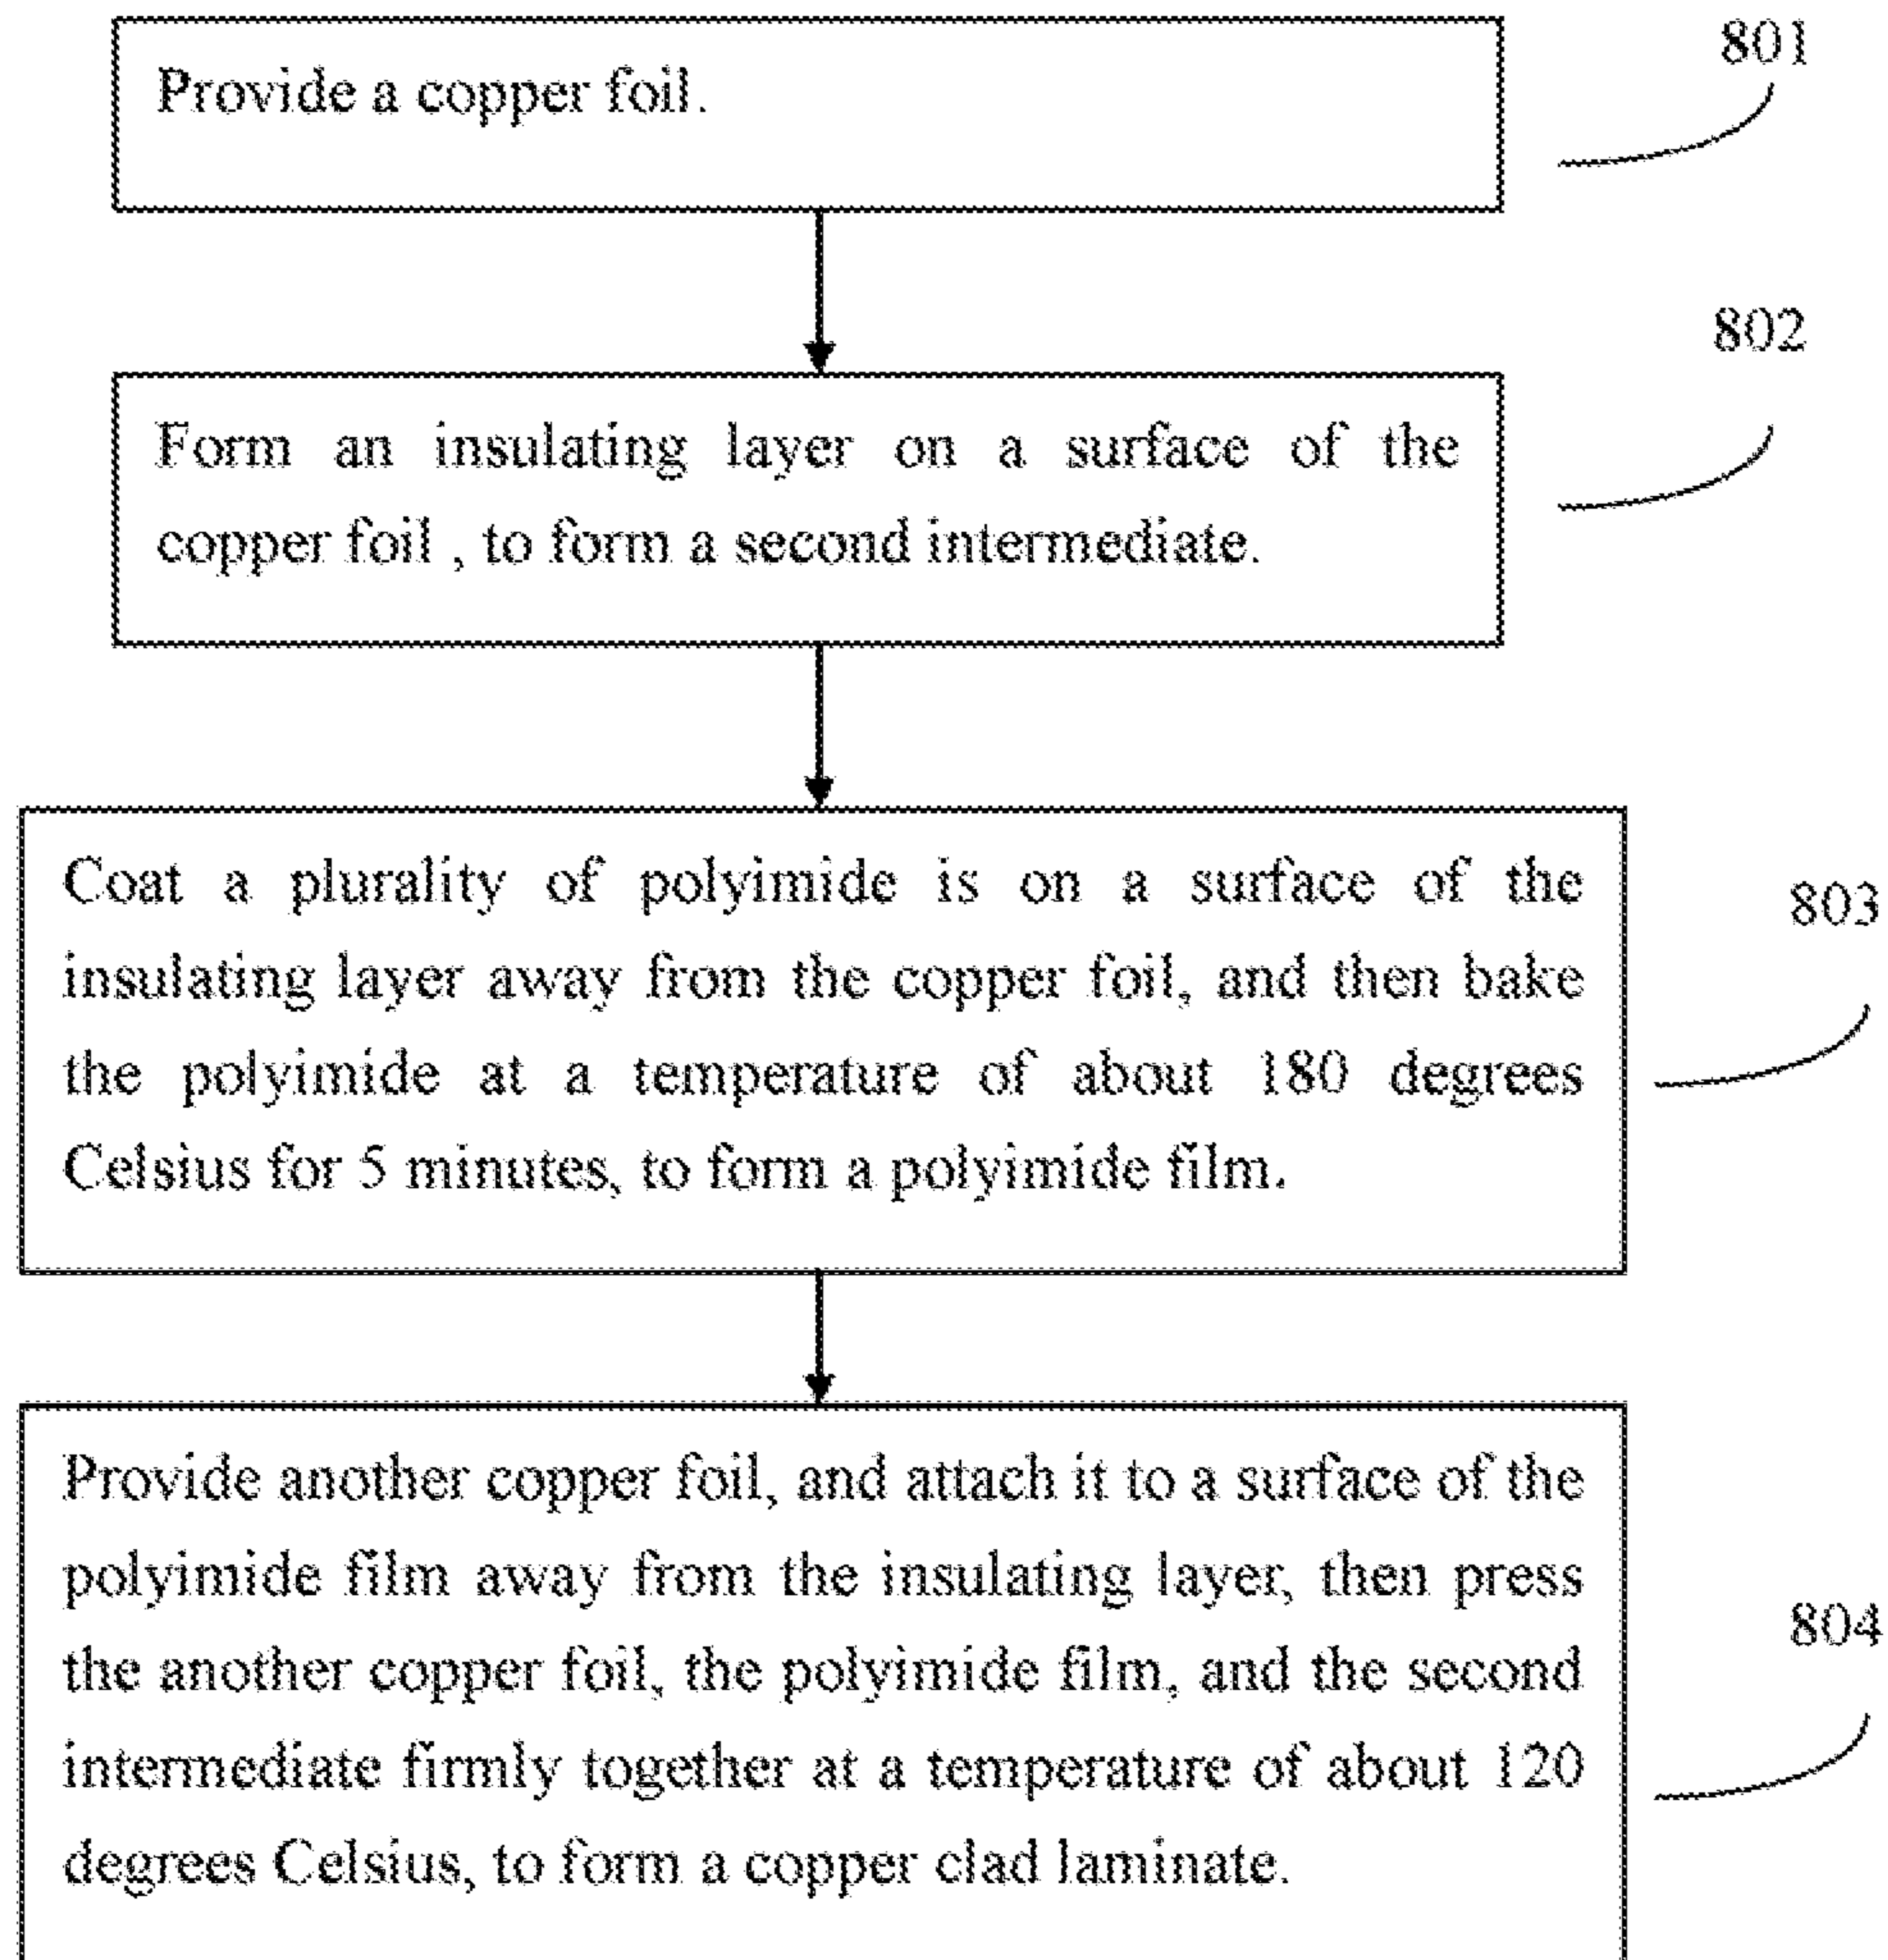 Provide a copper foil.
801
Form an insulating layer on a surface of the
copper foil , to form a second intermediate.
802
Coat a plurality of polyimide is on a surface of the
insulating layer away from the copper foil, and then bake
the polyimide at a temperature of about 180 degrees
Celsius for 5 minutes, to form a polyimide film.
803
Provide another copper foil, and attach it to a surface of the
polyimide film away from the insulating layer, then press
the another copper foil, the polyimide film, and the second
intermediate firmly together at a temperature of about 120
degrees Celsius, to form a copper clad laminate.
804